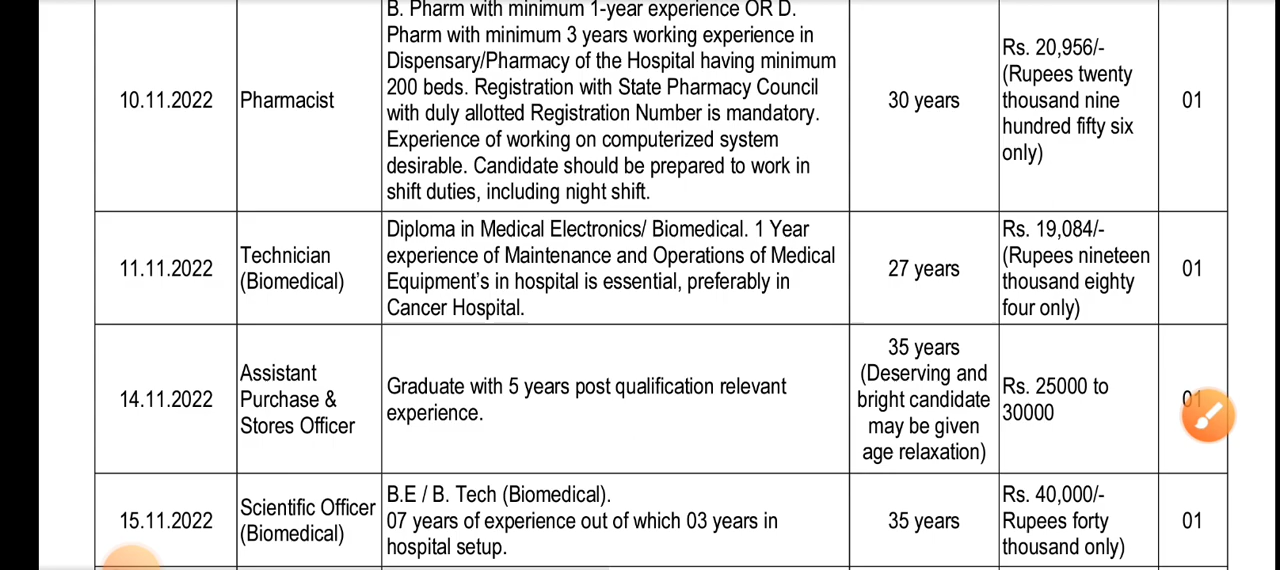 10.11.2022
Pharmacist
B. Pharm with minimum 1-year experience OR D.
Pharm with minimum 3 years working experience in
Dispensary/Pharmacy of the Hospital having minimum
200 beds. Registration with State Pharmacy Council
with duly allotted Registration Number is mandatory.
Experience of working on computerized system
desirable. Candidate should be prepared to work in
shift duties, including night shift.
30 years
Rs. 20,956/-
(Rupees twenty
thousand nine
hundred fifty six
only)
01
11.11.2022
Technician
(Biomedical)
Diploma in Medical Electronics/ Biomedical. 1 Year
experience of Maintenance and Operations of Medical
Equipment’s in hospital is essential, preferably in
Cancer Hospital.
27 years
Rs. 19,084/-
(Rupees nineteen
thousand eighty
four only)
01
14.11.2022
Assistant
Purchase &
Stores Officer
Graduate with 5 years post qualification relevant
experience.
35 years
(Deserving and
bright candidate
may be given
age relaxation)
Rs. 25000 to
30000
01
15.11.2022
Scientific Officer
(Biomedical)
B.E / B. Tech (Biomedical).
07 years of experience out of which 03 years in
hospital setup.
35 years
Rs. 40,000/-
Rupees forty
thousand only)
01